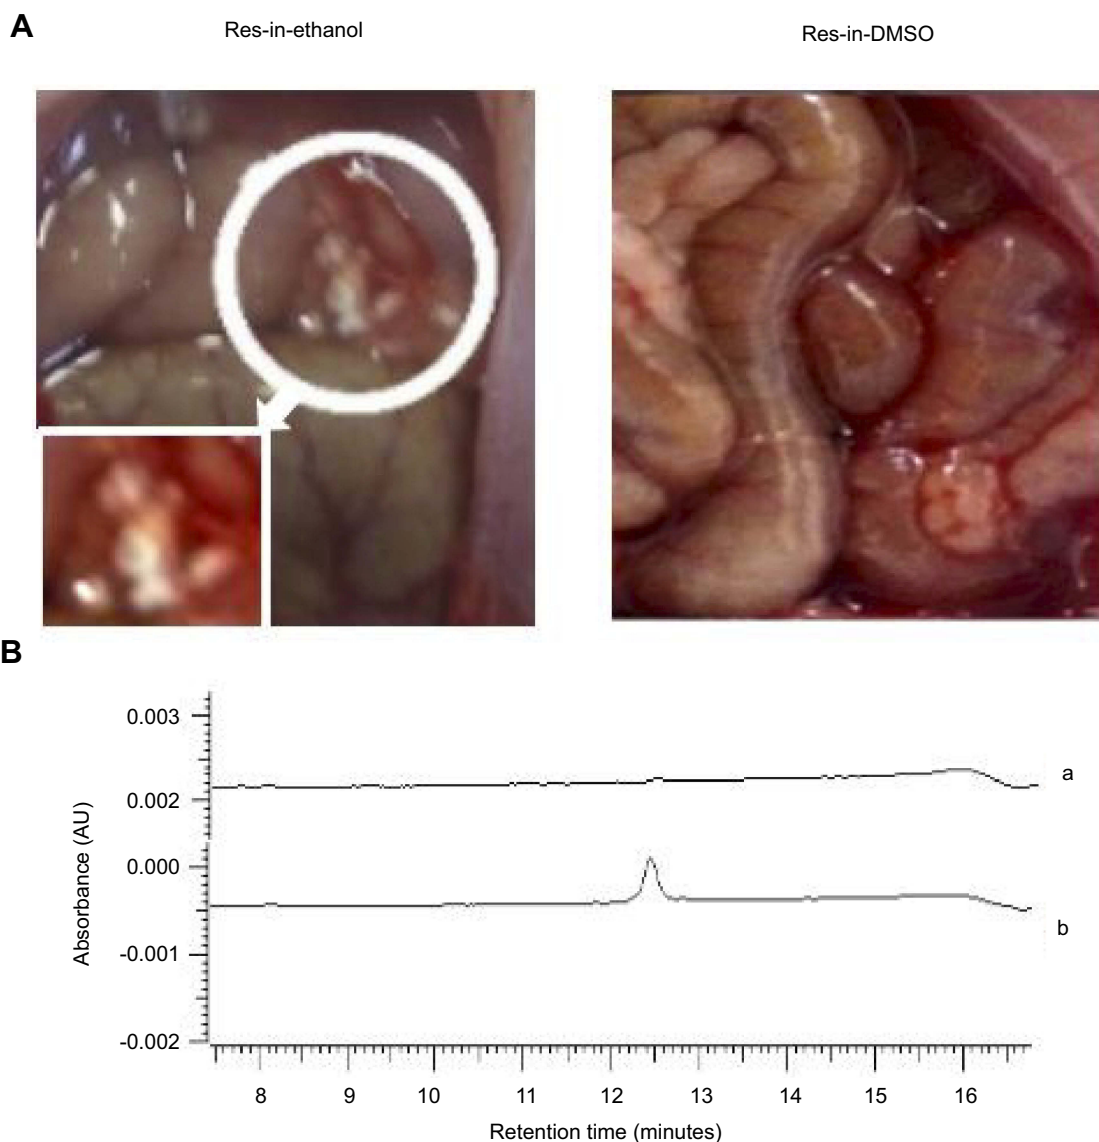 A
Res-in-ethanol
Res-in-DMSO
B
0.003
0.002
0.000
-0.001
-0.002
Absorbance (AU)
a
b
8 9 10 11 12 13 14 15 16
Retention time (minutes)